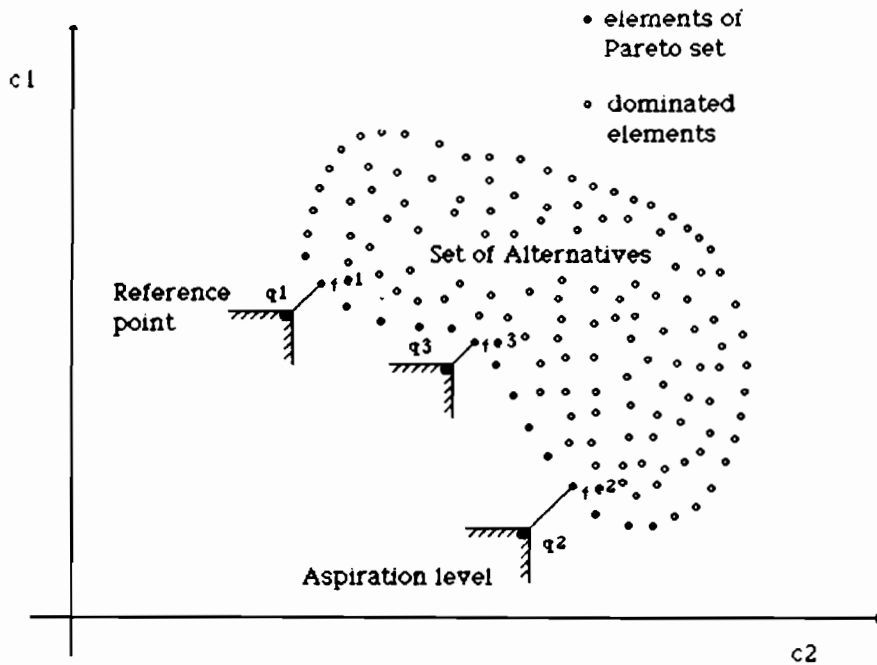 elements of
Pareto set
c1
dominated
elements
Set of Alternatives
Reference
point
q1
f e1
q3
f e3
f e2
q2
Aspiration level
c2